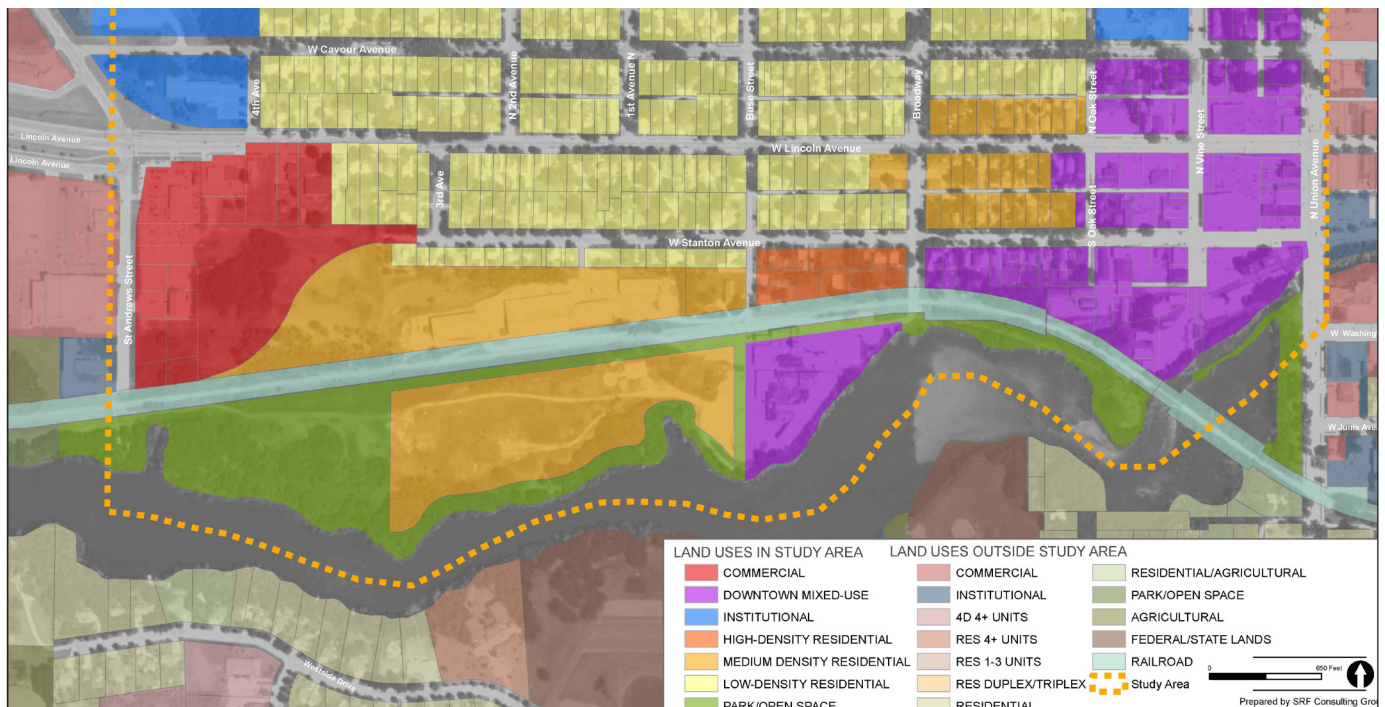 W Cavour Avenue
4th Ave
N 2nd Avenue
1st Avenue N
Buse Street
Broadway
N Oak Street
N Vine Street
N Union Avenue
Lincoln Avenue
Lincoln Avenue
W Lincoln Avenue
3rd Ave
S Oak Street
W Stanton Avenue
St Andrews Street
W Washing
W Junis Ave
Westside Drive
LAND USES IN STUDY AREA
COMMERCIAL
DOWNTOWN MIXED-USE
INSTITUTIONAL
HIGH-DENSITY RESIDENTIAL
MEDIUM DENSITY RESIDENTIAL
LOW-DENSITY RESIDENTIAL
PARK/OPEN SPACE
LAND USES OUTSIDE STUDY AREA
COMMERCIAL
INSTITUTIONAL
4D 4+ UNITS
RES 4+ UNITS
RES 1-3 UNITS
RES DUPLEX/TRIPLEX
RESIDENTIAL
RESIDENTIAL/AGRICULTURAL
PARK/OPEN SPACE
AGRICULTURAL
FEDERAL/STATE LANDS
RAILROAD
Study Area
0 650 Feet
Prepared by SRF Consulting Grou